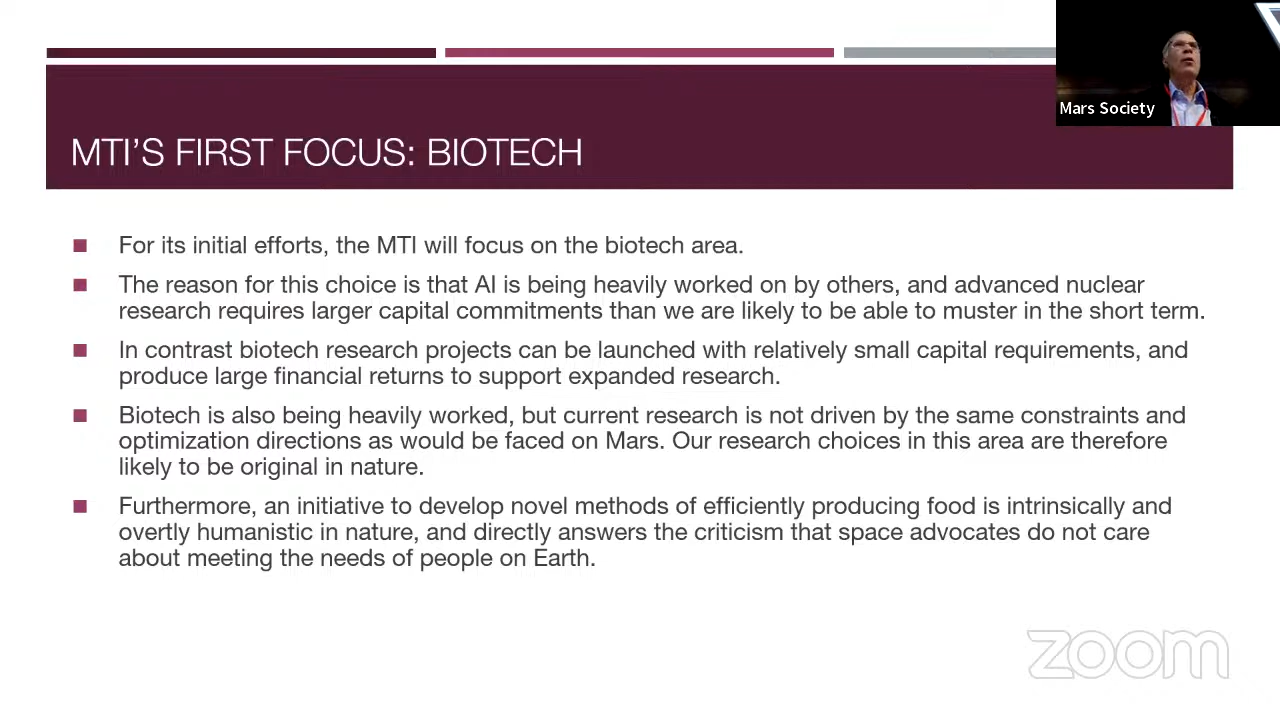 Mars Society
MTI'S FIRST FOCUS: BIOTECH
For its initial efforts, the MTI will focus on the biotech area.
The reason for this choice is that AI is being heavily worked on by others, and advanced nuclear
research requires larger capital commitments than we are likely to be able to muster in the short term.
In contrast biotech research projects can be launched with relatively small capital requirements, and
produce large financial returns to support expanded research.
Biotech is also being heavily worked, but current research is not driven by the same constraints and
optimization directions as would be faced on Mars. Our research choices in this area are therefore
likely to be original in nature.
Furthermore, an initiative to develop novel methods of efficiently producing food is intrinsically and
overtly humanistic in nature, and directly answers the criticism that space advocates do not care
about meeting the needs of people on Earth.
zoom